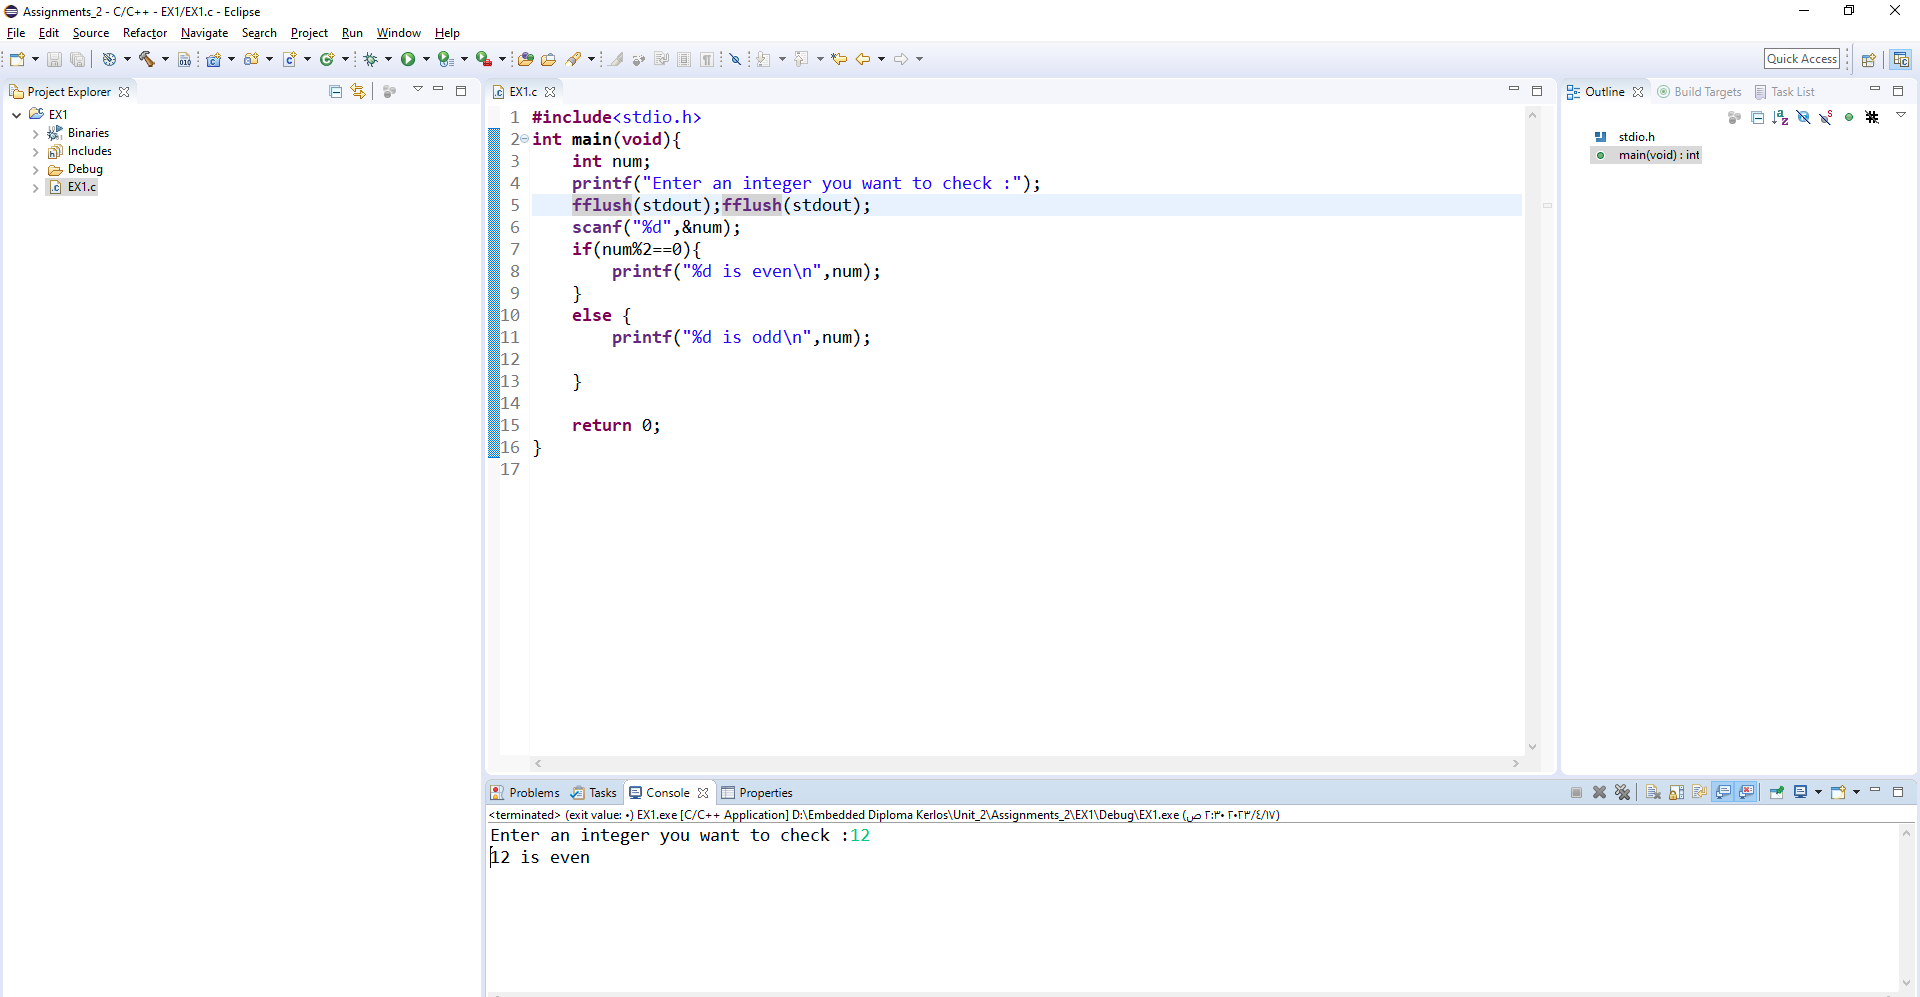 Assignments_2 - C/C++ - EX1/EX1.c - Eclipse
File Edit Source Refactor Navigate Search Project Run Window Help
Quick Access
Project Explorer
EX1
Binaries
Includes
Debug
EX1.c
EX1.c
1 #include<stdio.h>
2 int main(void){
3 int num;
4 printf("Enter an integer you want to check :");
5 fflush(stdout);fflush(stdout);
6 scanf("%d",&num);
7 if(num%2==0){
8 printf("%d is even\n",num);
9 }
10 else {
11 printf("%d is odd\n",num);
12
13 }
14
15 return 0;
16 }
17
Outline Build Targets Task List
stdio.h
main(void) : int
Problems Tasks Console Properties
<terminated> (exit value: ٠) EX1.exe [C/C++ Application] D:\Embedded Diploma Kerlos\Unit_2\Assignments_2\EX1\Debug\EX1.exe (٢٠٢٣/٤/١٧ ٢:٣٠ ص)
Enter an integer you want to check :12
12 is even